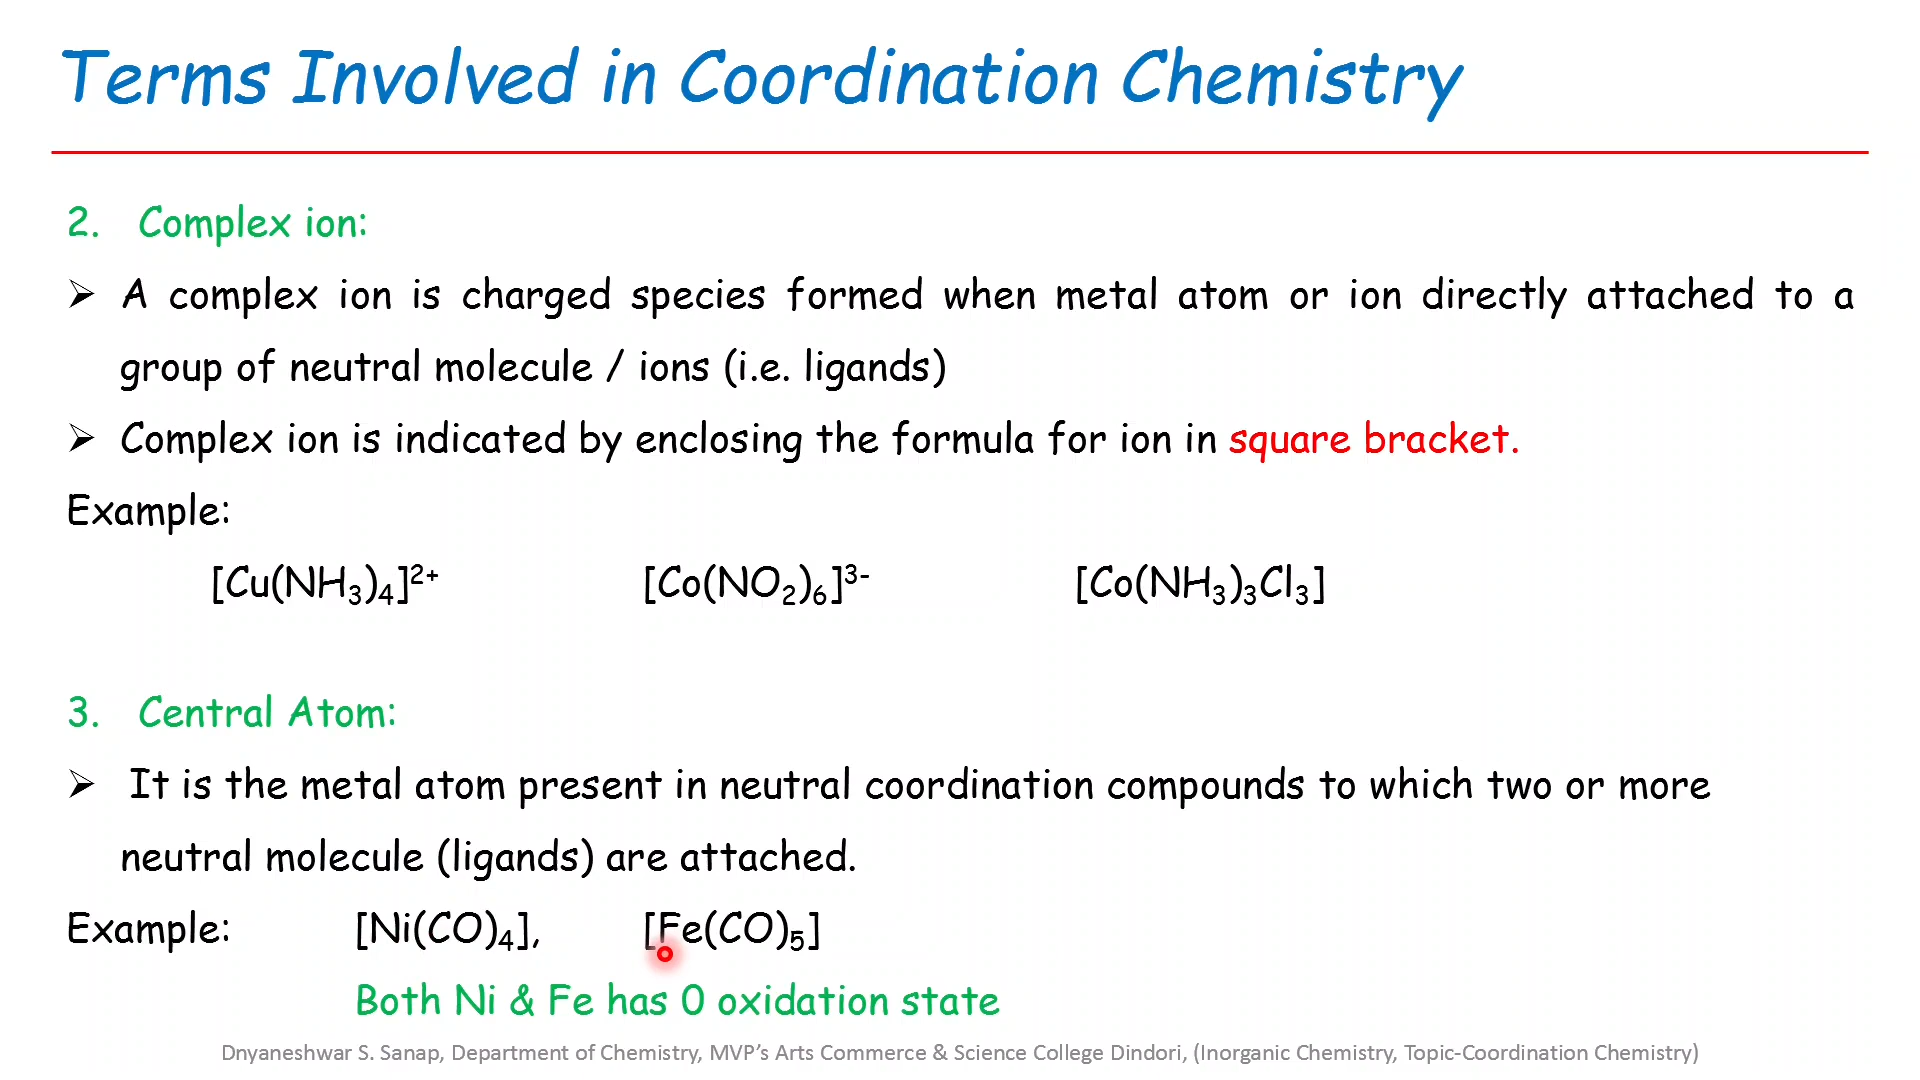 Terms Involved in Coordination Chemistry
2. Complex ion:
➢ A complex ion is charged species formed when metal atom or ion directly attached to a
group of neutral molecule / ions (i.e. ligands)
➢ Complex ion is indicated by enclosing the formula for ion in square bracket.
Example:
[Cu(NH₃)₄]²⁺ [Co(NO₂)₆]³⁻ [Co(NH₃)₃Cl₃]
3. Central Atom:
➢ It is the metal atom present in neutral coordination compounds to which two or more
neutral molecule (ligands) are attached.
Example: [Ni(CO)₄], [Fe(CO)₅]
Both Ni & Fe has 0 oxidation state
Dnyaneshwar S. Sanap, Department of Chemistry, MVP’s Arts Commerce & Science College Dindori, (Inorganic Chemistry, Topic-Coordination Chemistry)